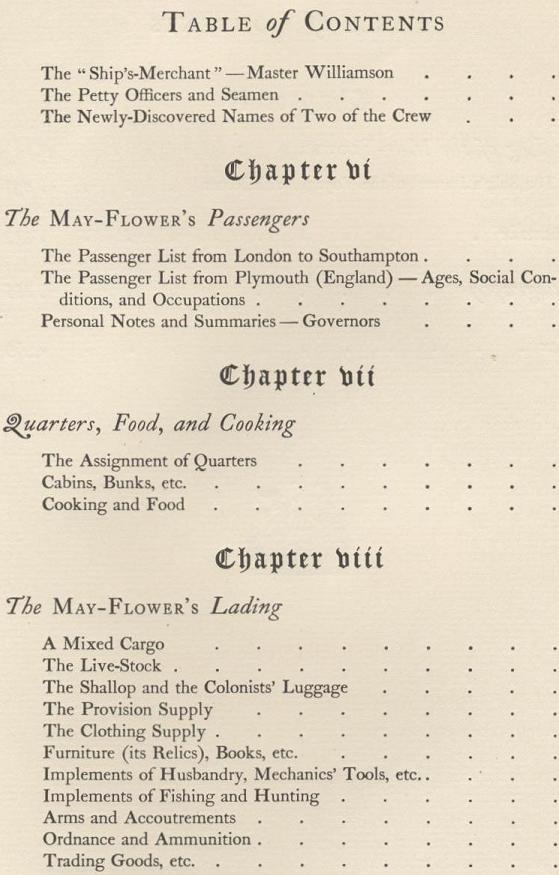 TABLE of CONTENTS
The “Ship’s-Merchant” — Master Williamson . . . .
The Petty Officers and Seamen . . . . . . .
The Newly-Discovered Names of Two of the Crew . . .
Chapter vi
The MAY-FLOWER’S Passengers
The Passenger List from London to Southampton . . . .
The Passenger List from Plymouth (England) — Ages, Social Con-
ditions, and Occupations . . . . . . . .
Personal Notes and Summaries — Governors . . . .
Chapter vii
Quarters, Food, and Cooking
The Assignment of Quarters . . . . . . .
Cabins, Bunks, etc. . . . . . . . .
Cooking and Food . . . . . . . . .
Chapter viii
The MAY-FLOWER’S Lading
A Mixed Cargo . . . . . . . . .
The Live-Stock . . . . . . . . . .
The Shallop and the Colonists’ Luggage . . . . .
The Provision Supply . . . . . . . .
The Clothing Supply . . . . . . . . .
Furniture (its Relics), Books, etc. . . . . . .
Implements of Husbandry, Mechanics’ Tools, etc. . . . .
Implements of Fishing and Hunting . . . . . .
Arms and Accoutrements . . . . . . . .
Ordnance and Ammunition . . . . . . . .
Trading Goods, etc. . . . . . . . . .